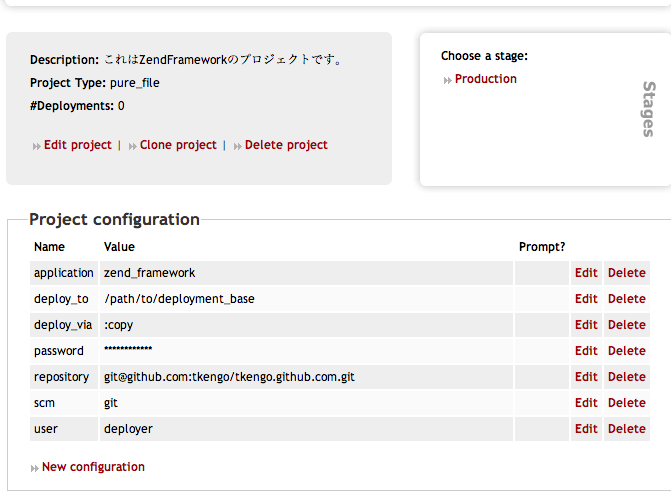 Description: これはZendFrameworkのプロジェクトです。
Project Type: pure_file
#Deployments: 0
Edit project | Clone project | Delete project
Choose a stage:
Production
Stages
Project configuration
Name Value Prompt?
application zend_framework Edit Delete
deploy_to /path/to/deployment_base Edit Delete
deploy_via :copy Edit Delete
password ************ Edit Delete
repository git@github.com:tkengo/tkengo.github.com.git Edit Delete
scm git Edit Delete
user deployer Edit Delete
New configuration